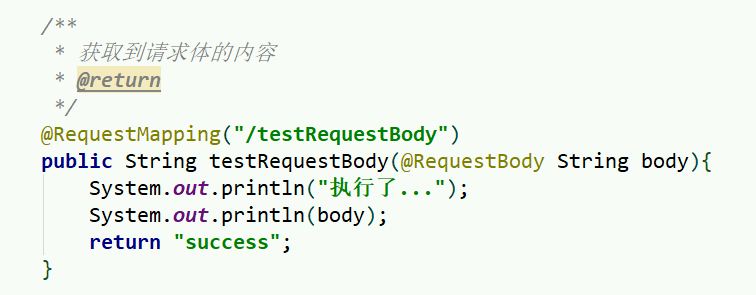 /**
 * 获取到请求体的内容
 * @return
 */
@RequestMapping("/testRequestBody")
public String testRequestBody(@RequestBody String body){
    System.out.println("执行了...");
    System.out.println(body);
    return "success";
}